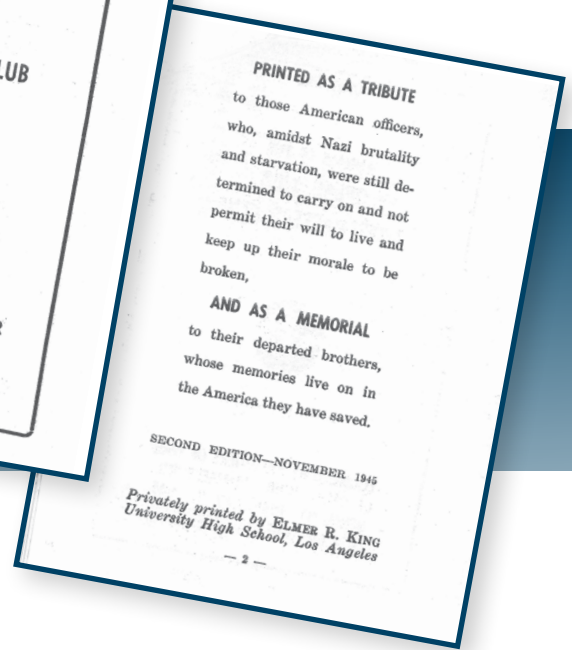 LUB
PRINTED AS A TRIBUTE
to those American officers,
who, amidst Nazi brutality
and starvation, were still de-
termined to carry on and not
permit their will to live and
keep up their morale to be
broken,
AND AS A MEMORIAL
to their departed brothers,
whose memories live on in
the America they have saved.
SECOND EDITION—NOVEMBER 1945
Privately printed by ELMER R. KING
University High School, Los Angeles
— 2 —